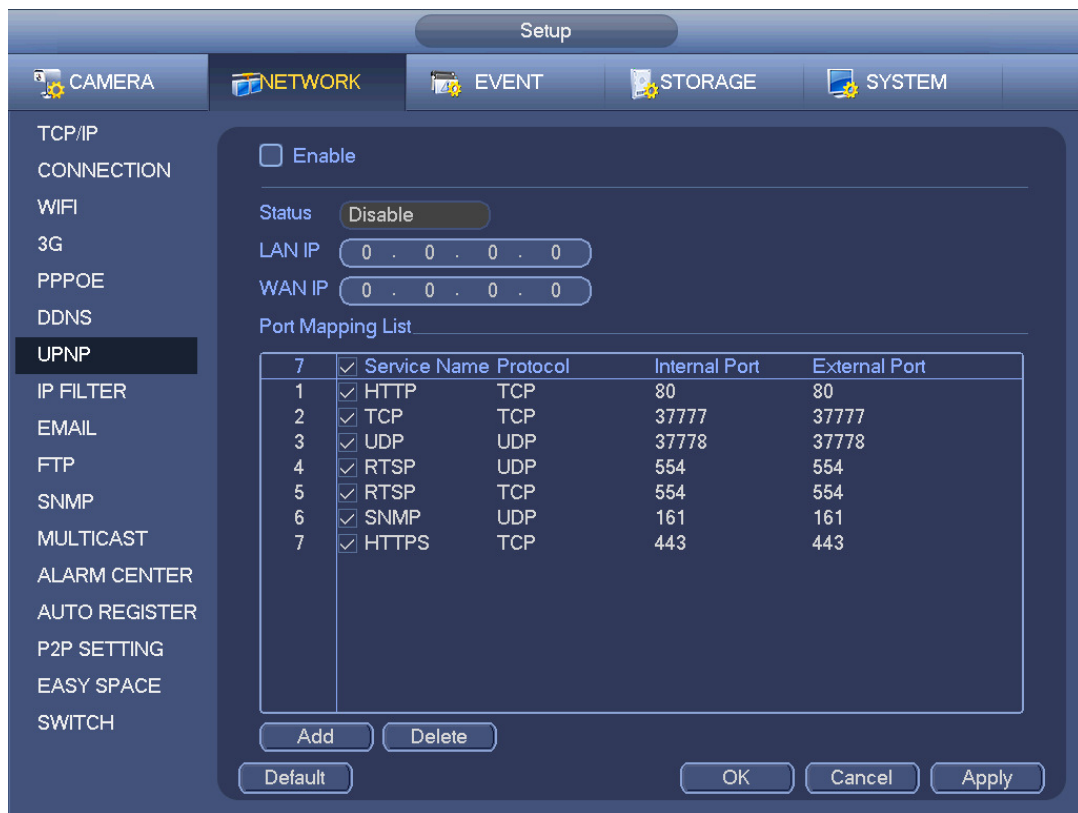 Setup
CAMERA NETWORK EVENT STORAGE SYSTEM
TCP/IP
CONNECTION
WIFI
3G
PPPOE
DDNS
UPNP
IP FILTER
EMAIL
FTP
SNMP
MULTICAST
ALARM CENTER
AUTO REGISTER
P2P SETTING
EASY SPACE
SWITCH
Enable
Status Disable
LAN IP 0 . 0 . 0 . 0
WAN IP 0 . 0 . 0 . 0
Port Mapping List
7 Service Name Protocol Internal Port External Port
1 HTTP TCP 80 80
2 TCP TCP 37777 37777
3 UDP UDP 37778 37778
4 RTSP UDP 554 554
5 RTSP TCP 554 554
6 SNMP UDP 161 161
7 HTTPS TCP 443 443
Add Delete
Default OK Cancel Apply